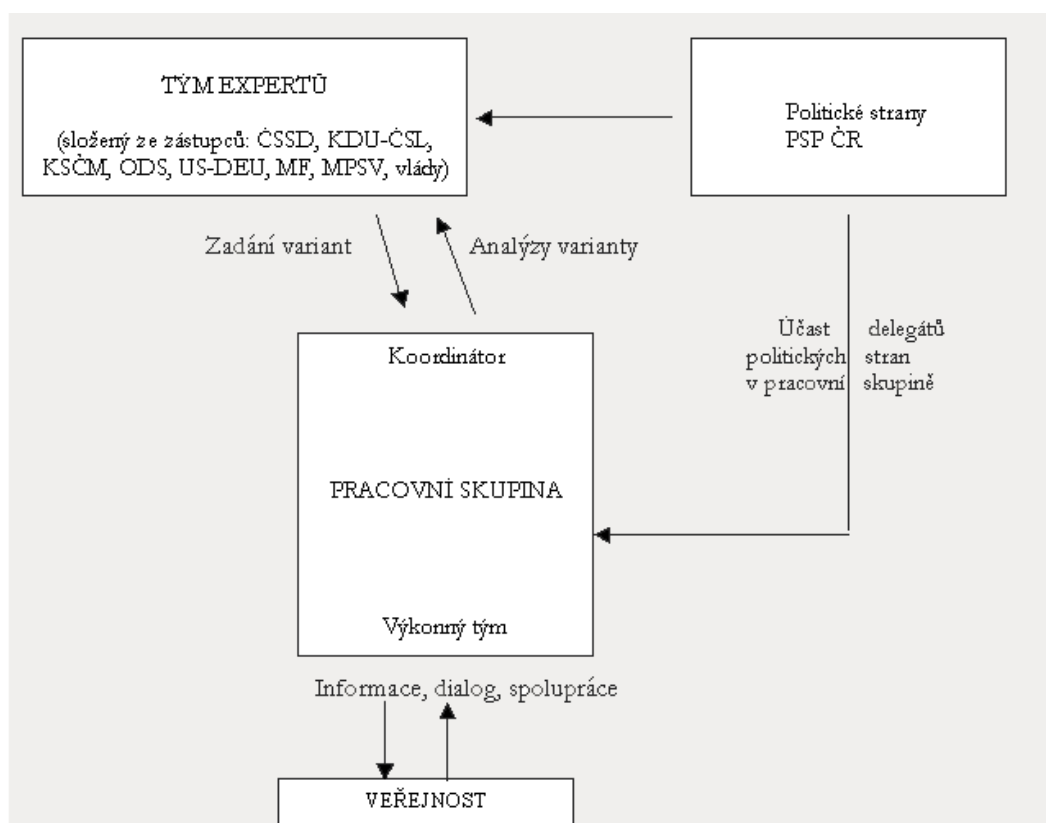 TÝM EXPERTŮ
(složený ze zástupců: ČSSD, KDU-ČSL,
KSČM, ODS, US-DEU, MF, MPSV, vlády)
Politické strany
PSP ČR
Zadání variant
Analýzy varianty
Účast delegátů
politických stran
v pracovní skupině
Koordinátor
PRACOVNÍ SKUPINA
Výkonný tým
Informace, dialog, spolupráce
VEŘEJNOST